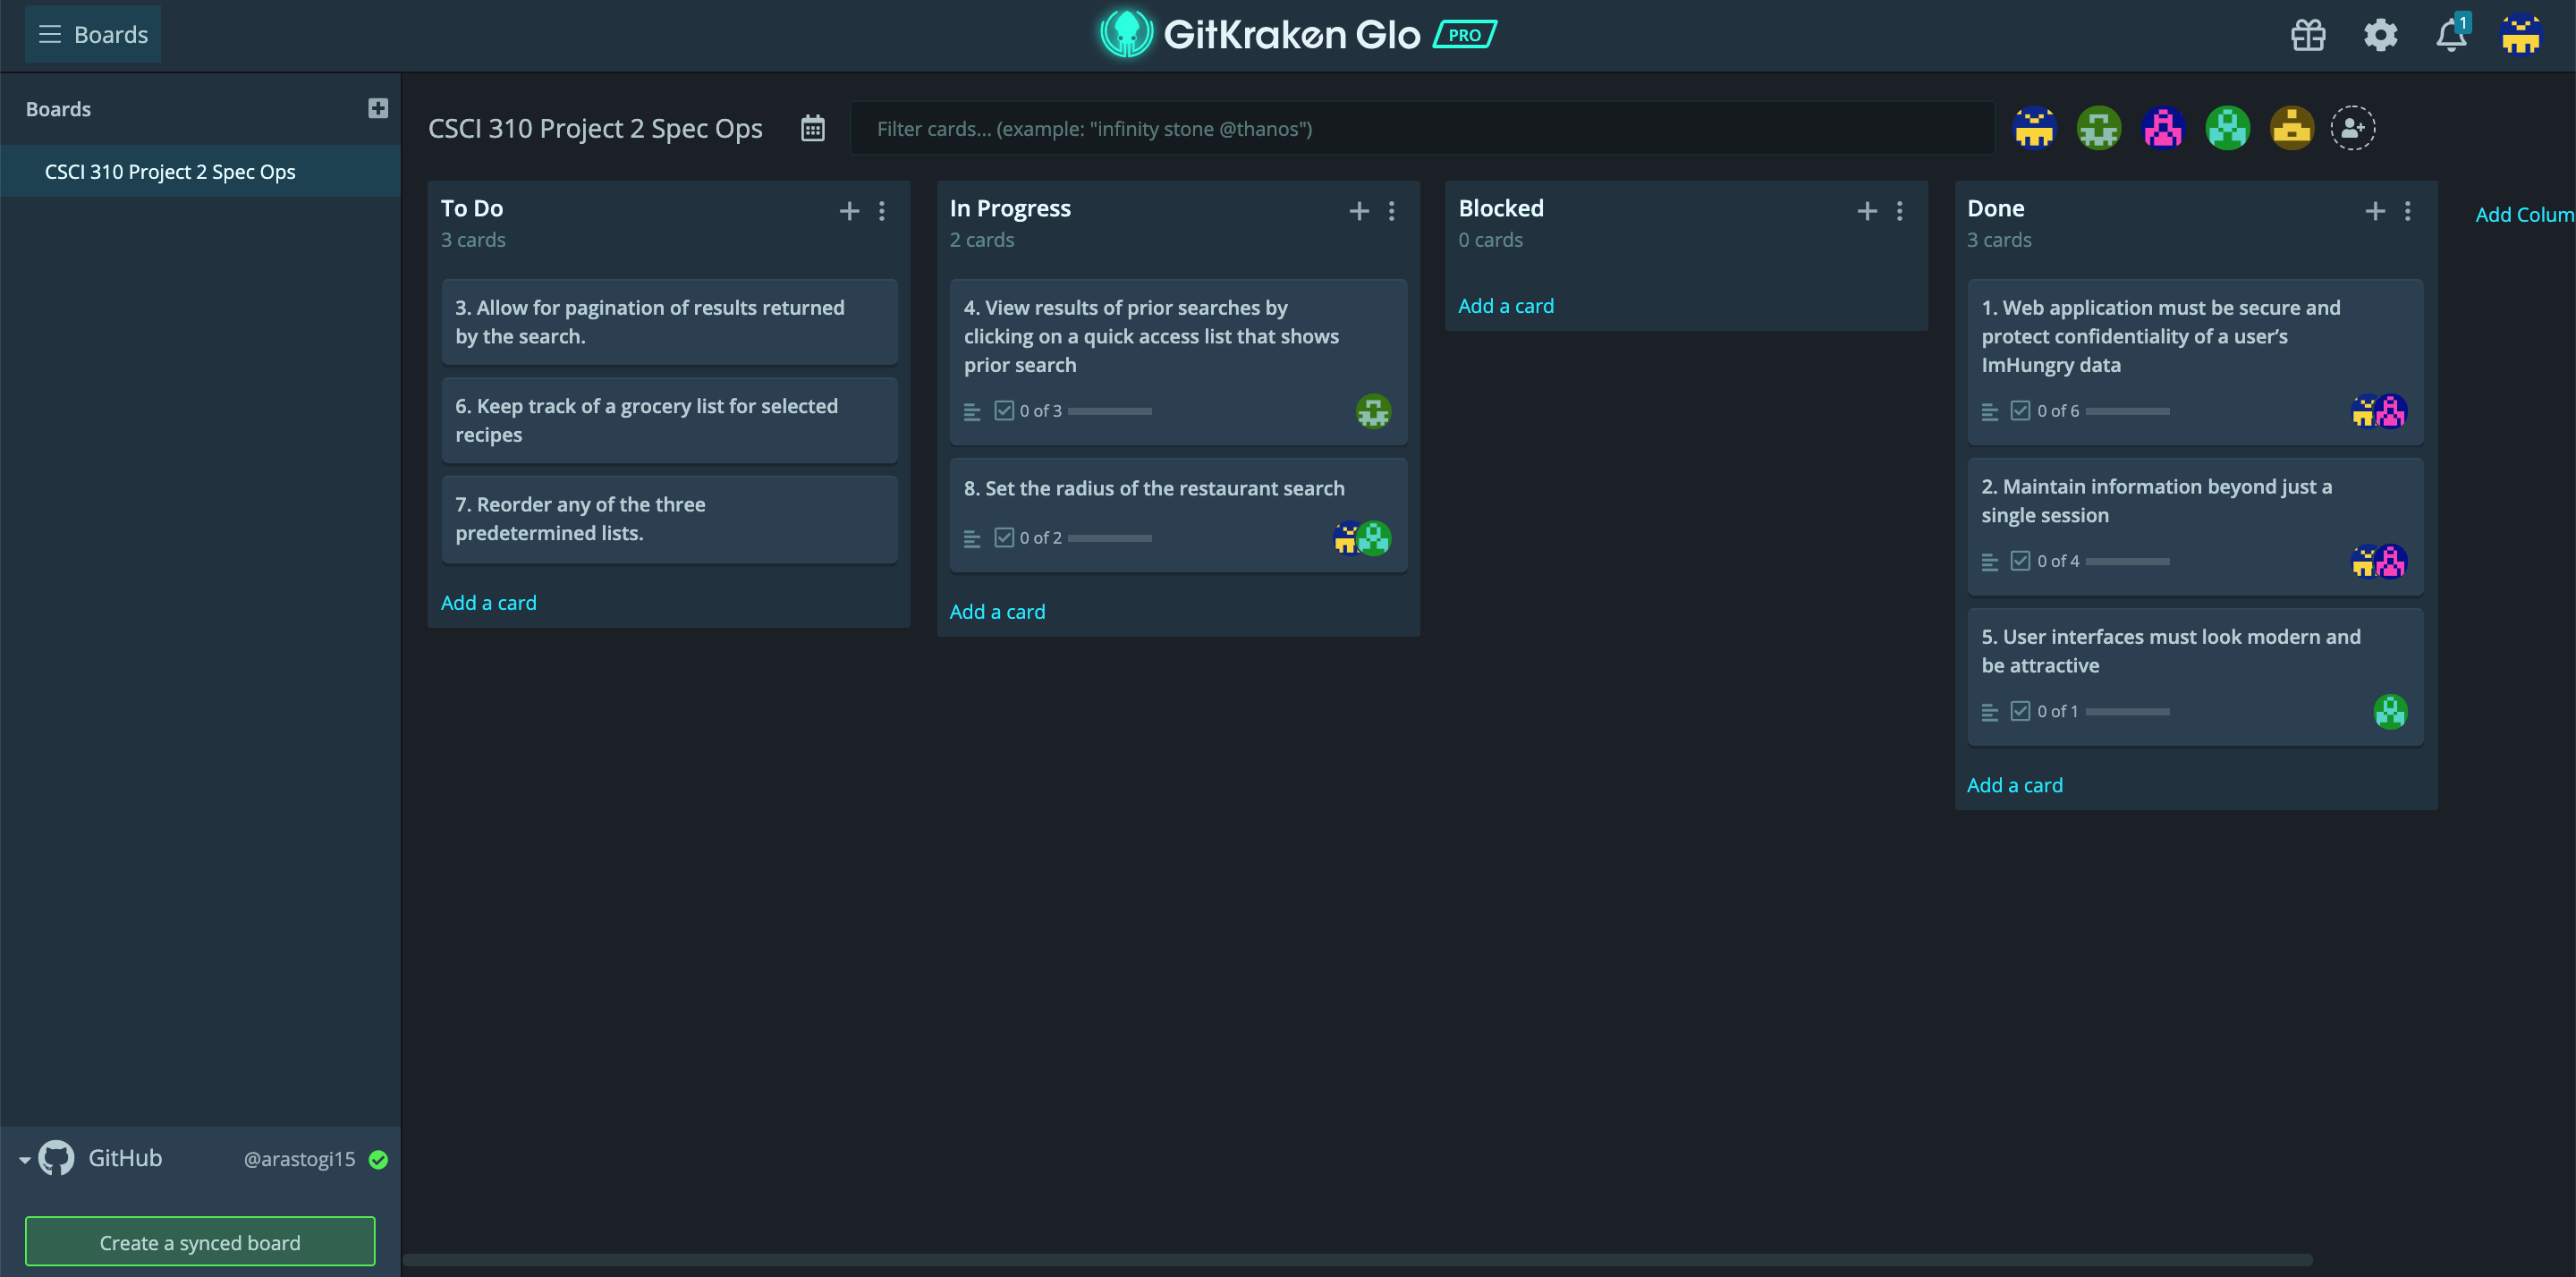 Boards
GitKraken Glo PRO
1
Boards
CSCI 310 Project 2 Spec Ops
CSCI 310 Project 2 Spec Ops
Filter cards... (example: "infinity stone @thanos")
To Do
3 cards
3. Allow for pagination of results returned
by the search.
6. Keep track of a grocery list for selected
recipes
7. Reorder any of the three
predetermined lists.
Add a card
In Progress
2 cards
4. View results of prior searches by
clicking on a quick access list that shows
prior search
0 of 3
8. Set the radius of the restaurant search
0 of 2
Add a card
Blocked
0 cards
Add a card
Done
3 cards
1. Web application must be secure and
protect confidentiality of a user’s
ImHungry data
0 of 6
2. Maintain information beyond just a
single session
0 of 4
5. User interfaces must look modern and
be attractive
0 of 1
Add a card
Add Colum
GitHub
@arastogi15
Create a synced board